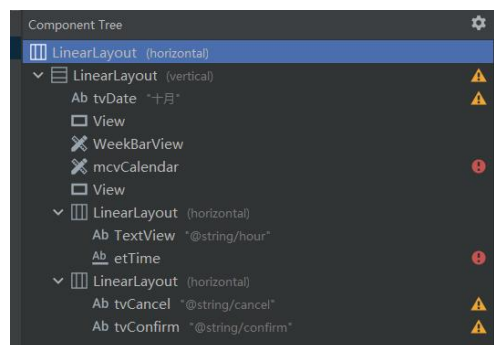 Component Tree
LinearLayout (horizontal)
LinearLayout (vertical)
Ab tvDate "十月"
View
WeekBarView
mcvCalendar
View
LinearLayout (horizontal)
Ab TextView "@string/hour"
Ab etTime
LinearLayout (horizontal)
Ab tvCancel "@string/cancel"
Ab tvConfirm "@string/confirm"